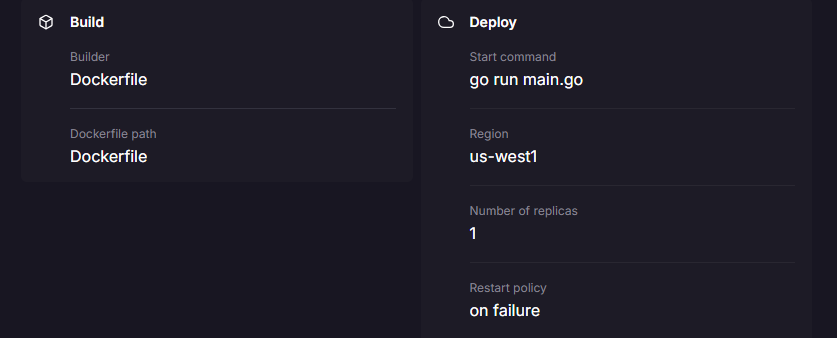 Build
Builder
Dockerfile
Dockerfile path
Dockerfile
Deploy
Start command
go run main.go
Region
us-west1
Number of replicas
1
Restart policy
on failure